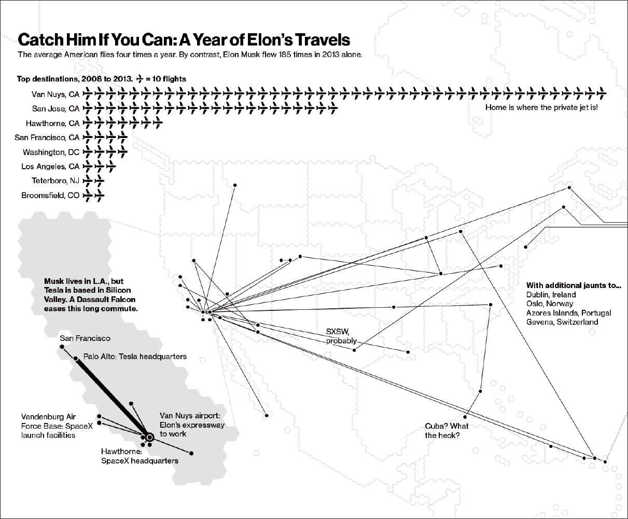 Catch Him If You Can: A Year of Elon's Travels
The average American flies four times a year. By contrast, Elon Musk flew 185 times in 2013 alone.
Top destinations, 2006 to 2013. = 10 flights
Van Nuys, CA
San Jose, CA
Home is where the private jet is!
Hawthorne, CA
San Francisco, CA
Washington, DC
Los Angeles, CA
Teterboro, NJ
Broomsfield, CO
Musk lives in L.A., but
Tesla is based in Silicon
Valley. A Dassault Falcon
eases this long commute.
With additional jaunts to...
Dublin, Ireland
Oslo, Norway
Azores Islands, Portugal
Gevena, Switzerland
SXSW,
probably
San Francisco
Palo Alto: Tesla headquarters
Vandenburg Air
Force Base: SpaceX
launch facilities
Van Nuys airport:
Elon's expressway
to work
Hawthorne:
SpaceX headquarters
Cuba? What
the heck?